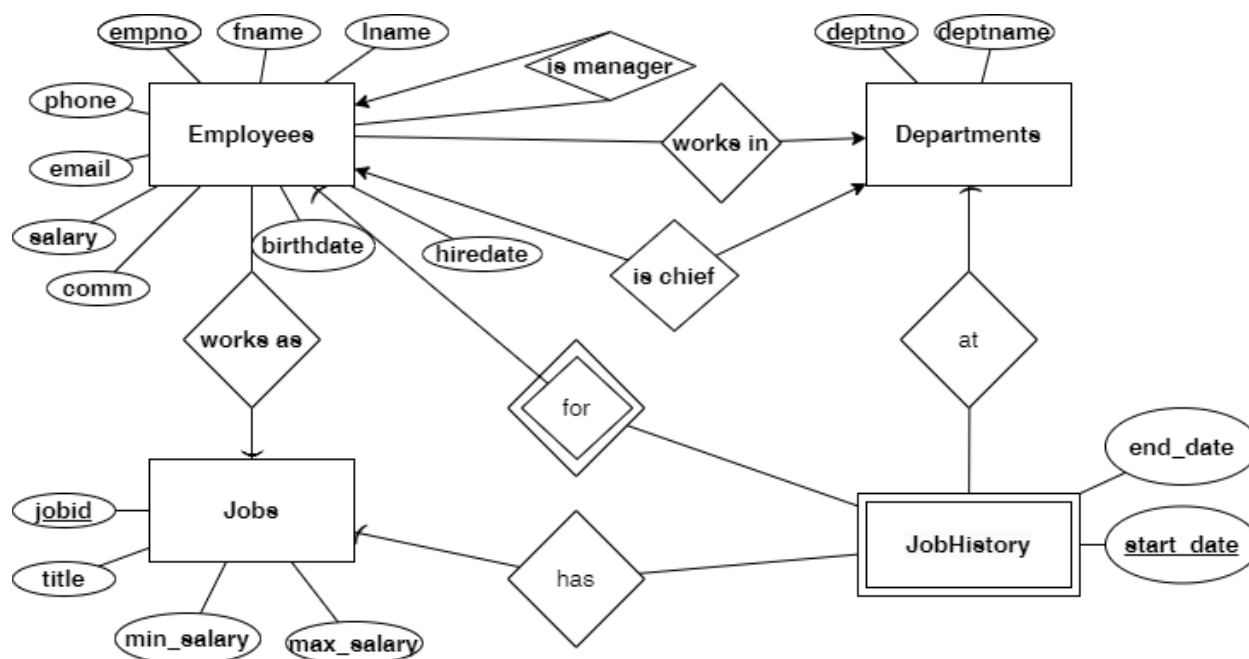 empno
fname
lname
deptno
deptname
is manager
phone
Employees
works in
Departments
email
salary
birthdate
hiredate
is chief
comm
works as
at
for
end_date
jobid
Jobs
JobHistory
start_date
title
has
min_salary
max_salary